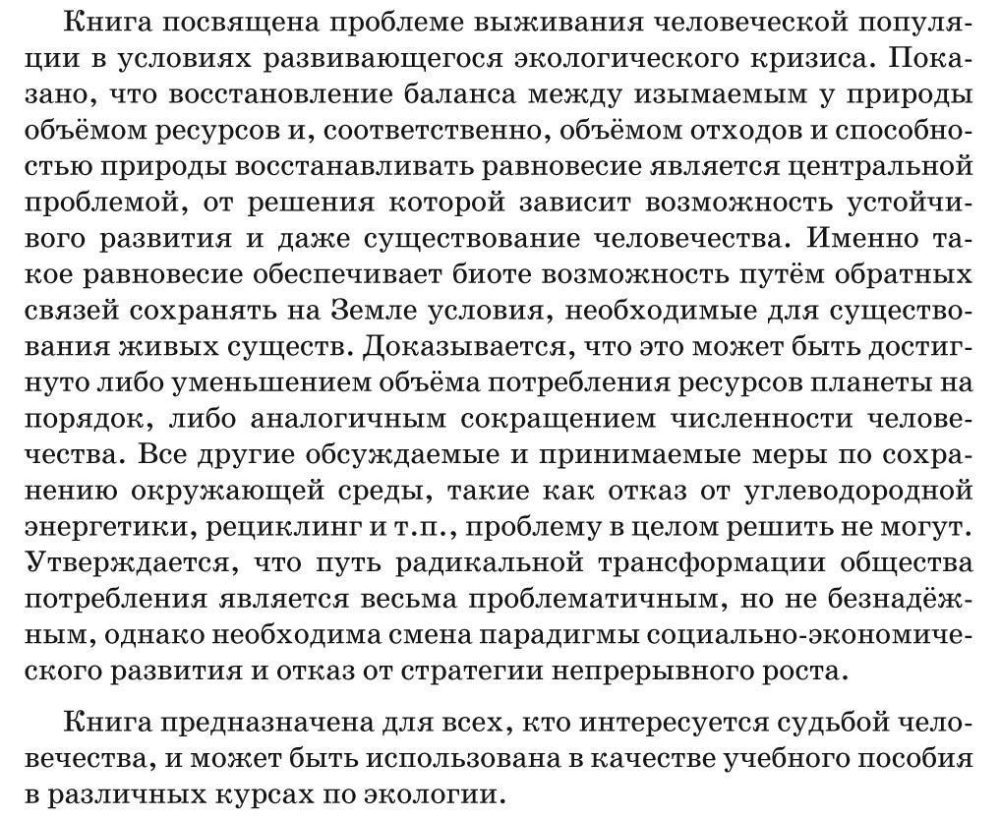 Книга посвящена проблеме выживания человеческой популя-
ции в условиях развивающегося экологического кризиса. Пока-
зано, что восстановление баланса между изымаемым у природы
объёмом ресурсов и, соответственно, объёмом отходов и способно-
стью природы восстанавливать равновесие является центральной
проблемой, от решения которой зависит возможность устойчи-
вого развития и даже существование человечества. Именно та-
кое равновесие обеспечивает биоте возможность путём обратных
связей сохранять на Земле условия, необходимые для существо-
вания живых существ. Доказывается, что это может быть достиг-
нуто либо уменьшением объёма потребления ресурсов планеты на
порядок, либо аналогичным сокращением численности челове-
чества. Все другие обсуждаемые и принимаемые меры по сохра-
нению окружающей среды, такие как отказ от углеводородной
энергетики, рециклинг и т.п., проблему в целом решить не могут.
Утверждается, что путь радикальной трансформации общества
потребления является весьма проблематичным, но не безнадёж-
ным, однако необходима смена парадигмы социально-экономиче-
ского развития и отказ от стратегии непрерывного роста.
Книга предназначена для всех, кто интересуется судьбой чело-
вечества, и может быть использована в качестве учебного пособия
в различных курсах по экологии.